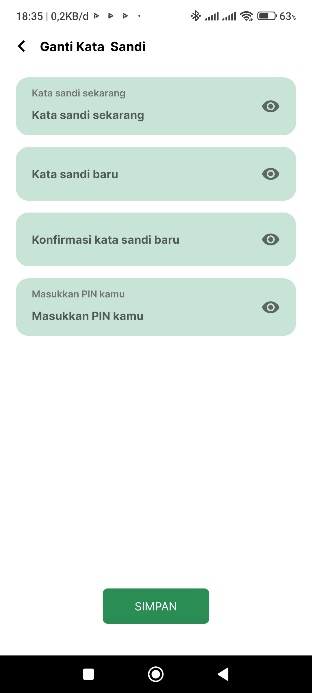 18:35 | 0,2KB/d
63%
Ganti Kata  Sandi
Kata sandi sekarang
Kata sandi sekarang
Kata sandi baru
Konfirmasi kata sandi baru
Masukkan PIN kamu
Masukkan PIN kamu
SIMPAN